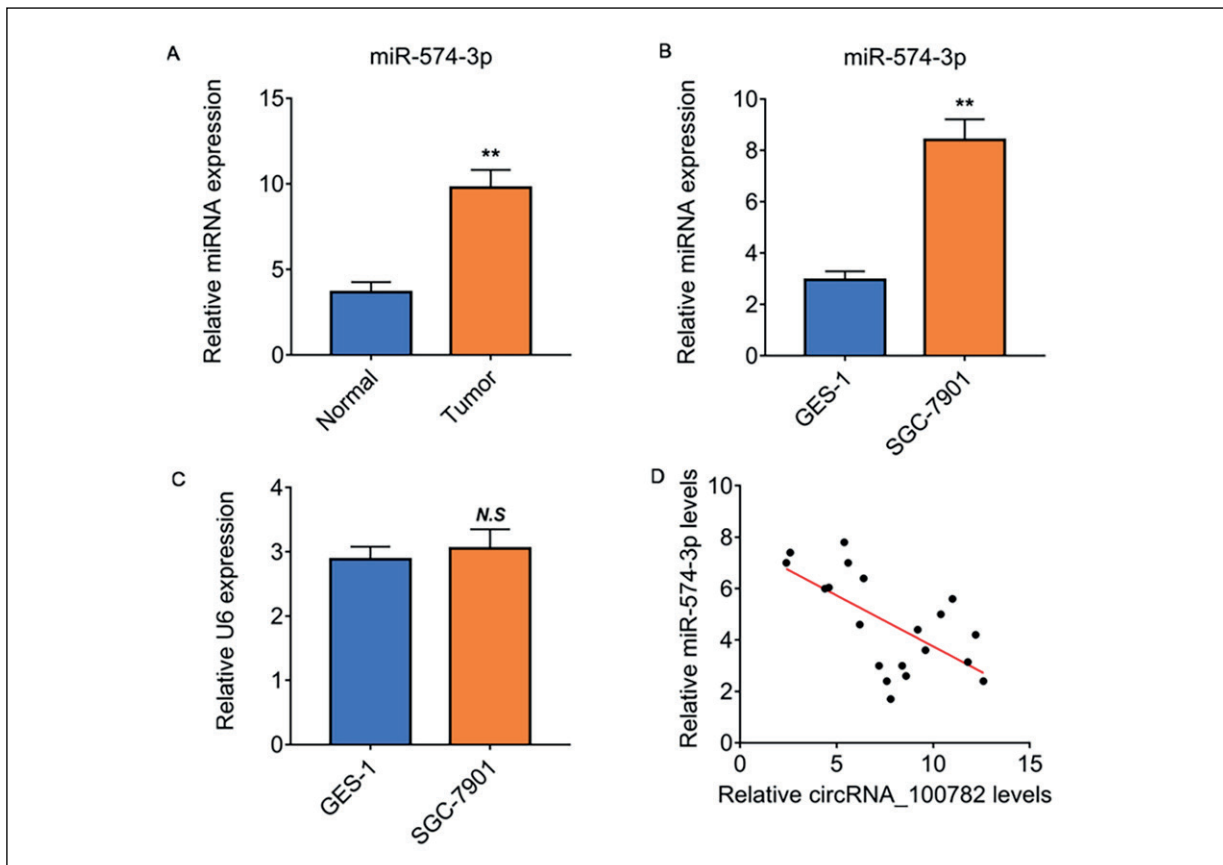 A
miR-574-3p
Relative miRNA expression
15
10
5
0
**
Normal
Tumor
B
miR-574-3p
Relative miRNA expression
10
8
6
4
2
0
**
GES-1
SGC-7901
C
Relative U6 expression
4
3
2
1
0
N.S
GES-1
SGC-7901
D
Relative miR-574-3p levels
10
8
6
4
2
0
0 5 10 15
Relative circRNA_100782 levels